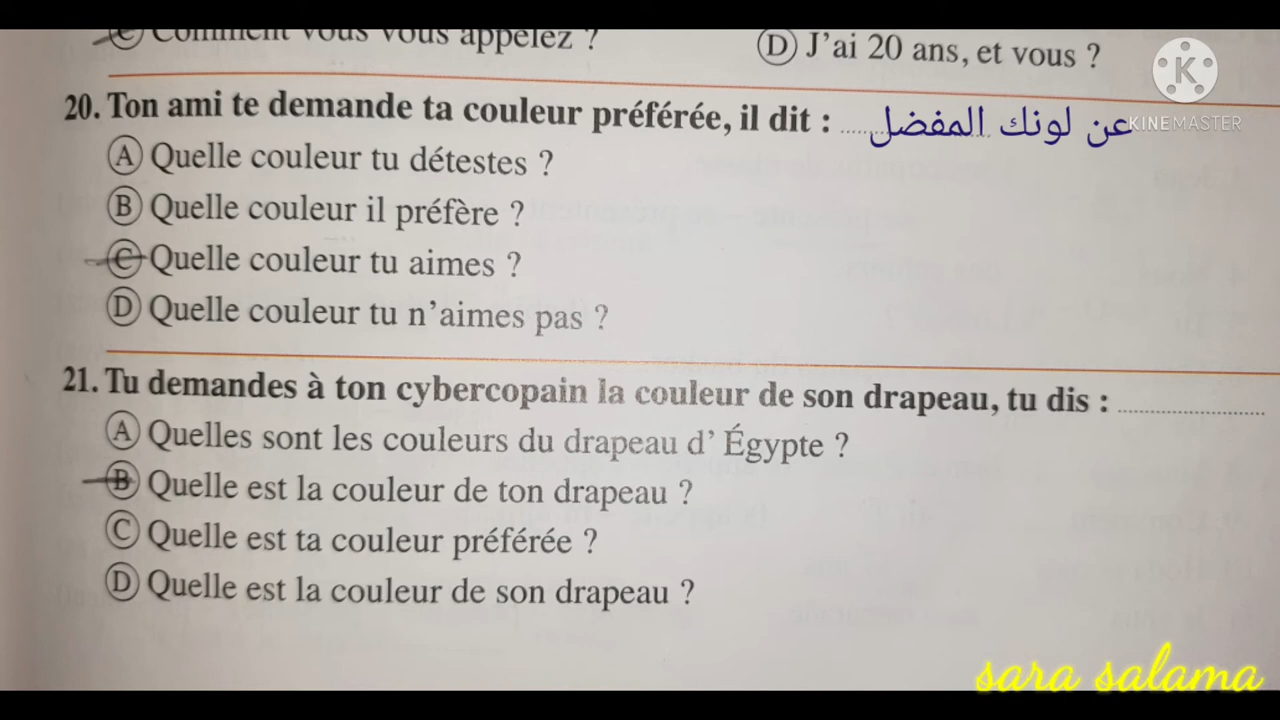 C Comment vous vous appelez ?
D J'ai 20 ans, et vous ?
KINEMASTER
20. Ton ami te demande ta couleur préférée, il dit : ........ عن لونك المفضل
A Quelle couleur tu détestes ?
B Quelle couleur il préfère ?
C Quelle couleur tu aimes ?
D Quelle couleur tu n'aimes pas ?
21. Tu demandes à ton cybercopain la couleur de son drapeau, tu dis : ........................
A Quelles sont les couleurs du drapeau d' Égypte ?
B Quelle est la couleur de ton drapeau ?
C Quelle est ta couleur préférée ?
D Quelle est la couleur de son drapeau ?
sara salama